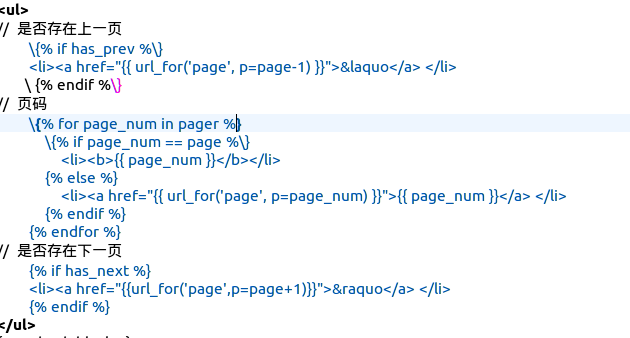 <ul>
// 是否存在上一页
\{% if has_prev %\}
<li><a href="{{ url_for('page', p=page-1) }}">&laquo</a> </li>
\ {% endif %\}
// 页码
\{% for page_num in pager %}
\{% if page_num == page %\}
<li><b>{{ page_num }}</b></li>
{% else %}
<li><a href="{{ url_for('page', p=page_num) }}">{{ page_num }}</a> </li>
{% endif %}
{% endfor %}
// 是否存在下一页
{% if has_next %}
<li><a href="{{url_for('page',p=page+1)}}">&raquo</a> </li>
{% endif %}
</ul>